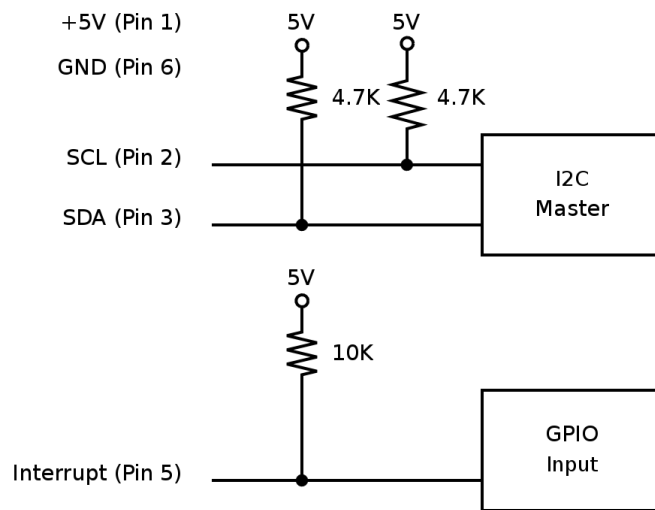 +5V (Pin 1)
5V
5V
GND (Pin 6)
4.7K
4.7K
SCL (Pin 2)
I2C
Master
SDA (Pin 3)
5V
10K
GPIO
Input
Interrupt (Pin 5)